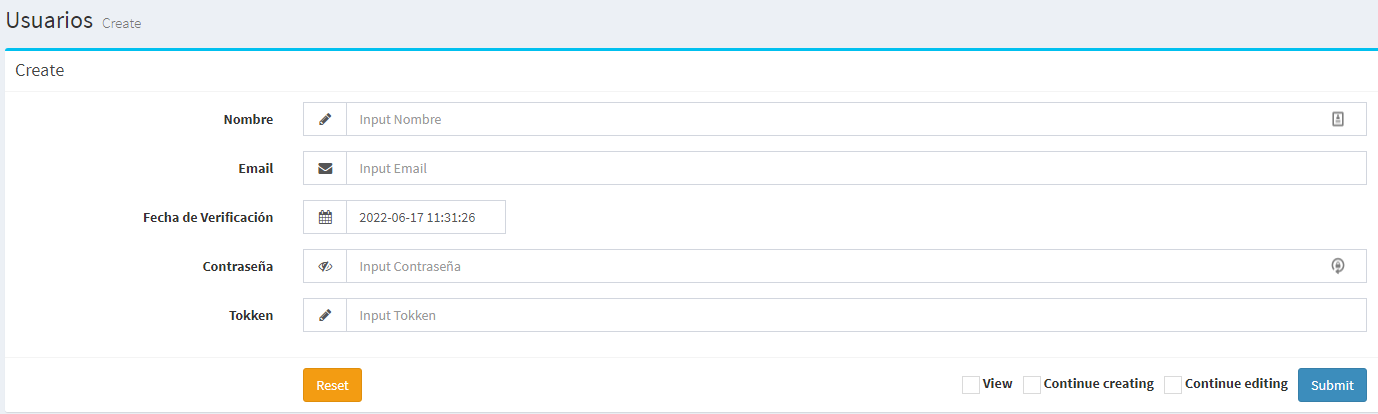 Usuarios Create
Create
Nombre Input Nombre
Email Input Email
Fecha de Verificación 2022-06-17 11:31:26
Contraseña Input Contraseña
Tokken Input Tokken
Reset View Continue creating Continue editing Submit